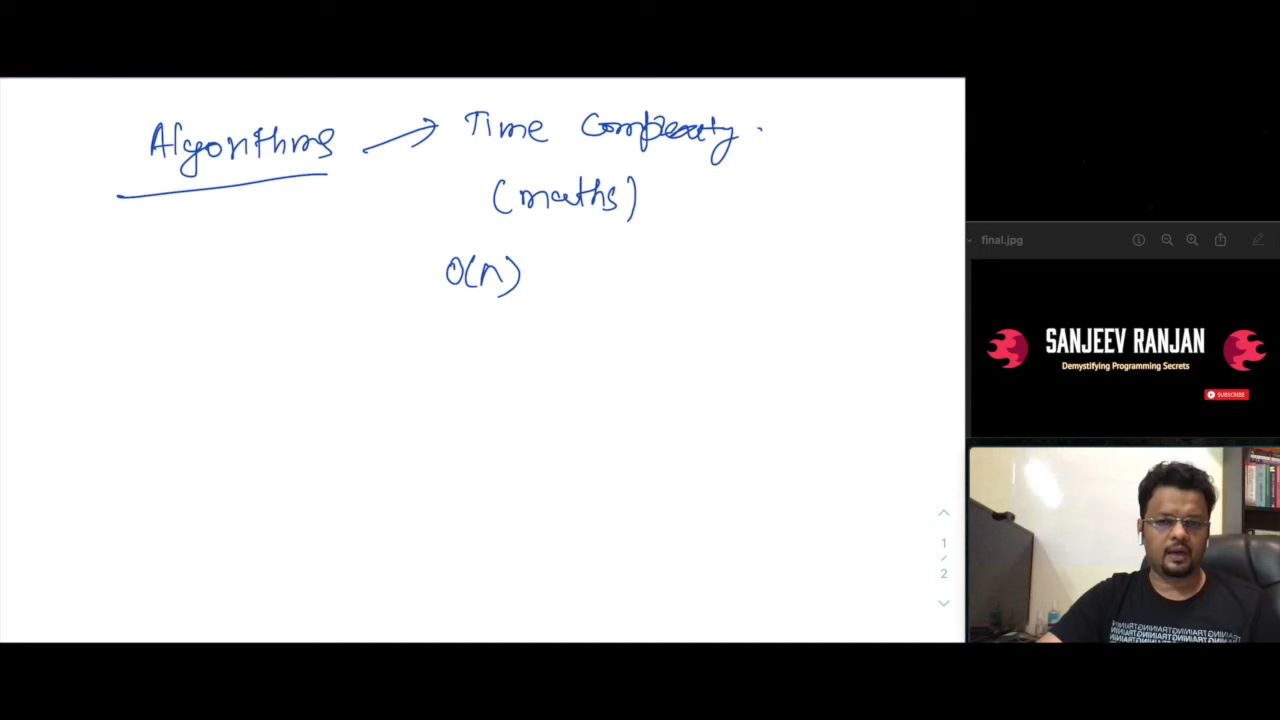 Algorithms → Time Complexity.
(maths)
O(n)
final.jpg
SANJEEV RANJAN
Demystifying Programming Secrets
SUBSCRIBE
1
/
2